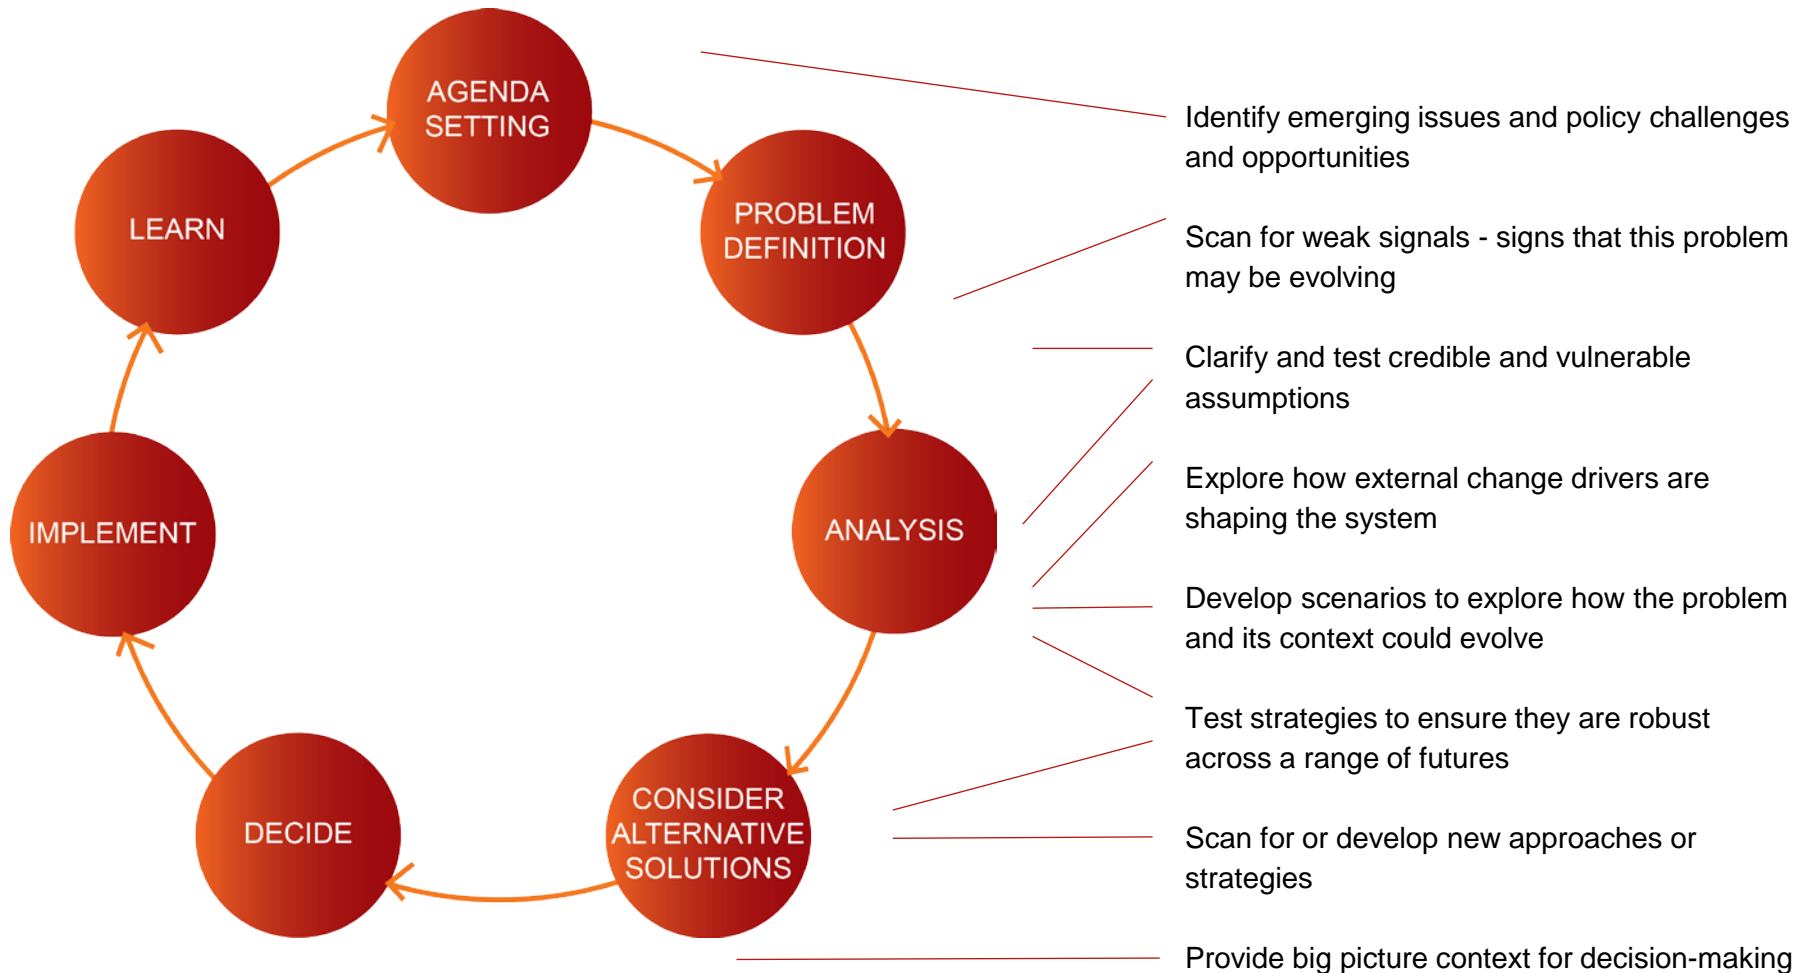 AGENDA
SETTING
PROBLEM
DEFINITION
ANALYSIS
CONSIDER
ALTERNATIVE
SOLUTIONS
DECIDE
IMPLEMENT
LEARN
Identify emerging issues and policy challenges
and opportunities
Scan for weak signals - signs that this problem
may be evolving
Clarify and test credible and vulnerable
assumptions
Explore how external change drivers are
shaping the system
Develop scenarios to explore how the problem
and its context could evolve
Test strategies to ensure they are robust
across a range of futures
Scan for or develop new approaches or
strategies
Provide big picture context for decision-making